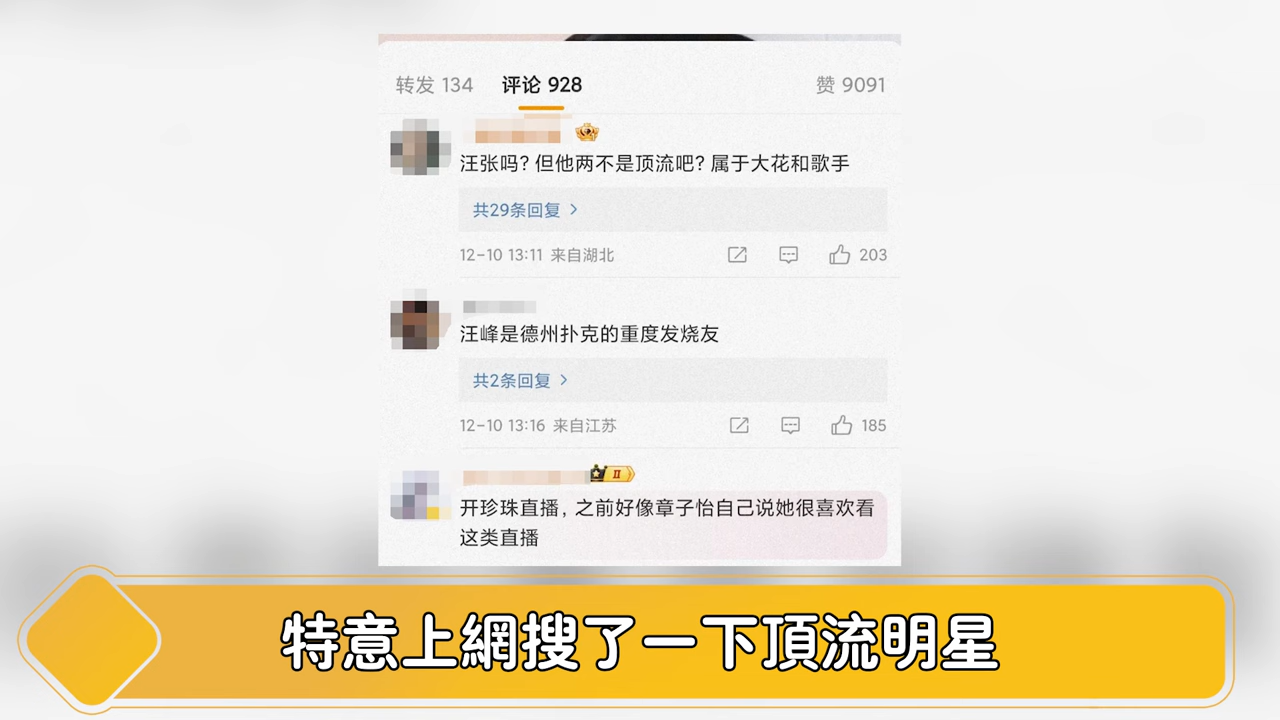 转发 134 评论 928 赞 9091
汪张吗？但他两不是顶流吧？属于大花和歌手
共29条回复 >
12-10 13:11 来自湖北 203
汪峰是德州扑克的重度发烧友
共2条回复 >
12-10 13:16 来自江苏 185
II
开珍珠直播，之前好像章子怡自己说她很喜欢看
这类直播
特意上網搜了一下頂流明星